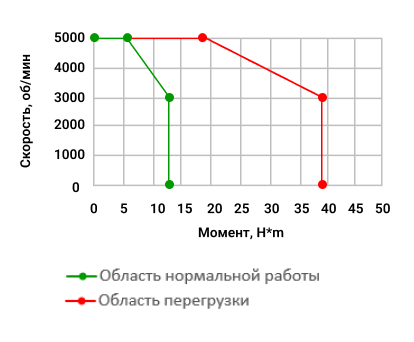 Скорость, об/мин
5000
4000
3000
2000
1000
0
0 5 10 15 20 25 30 35 40 45 50
Момент, Н*m
Область нормальной работы
Область перегрузки